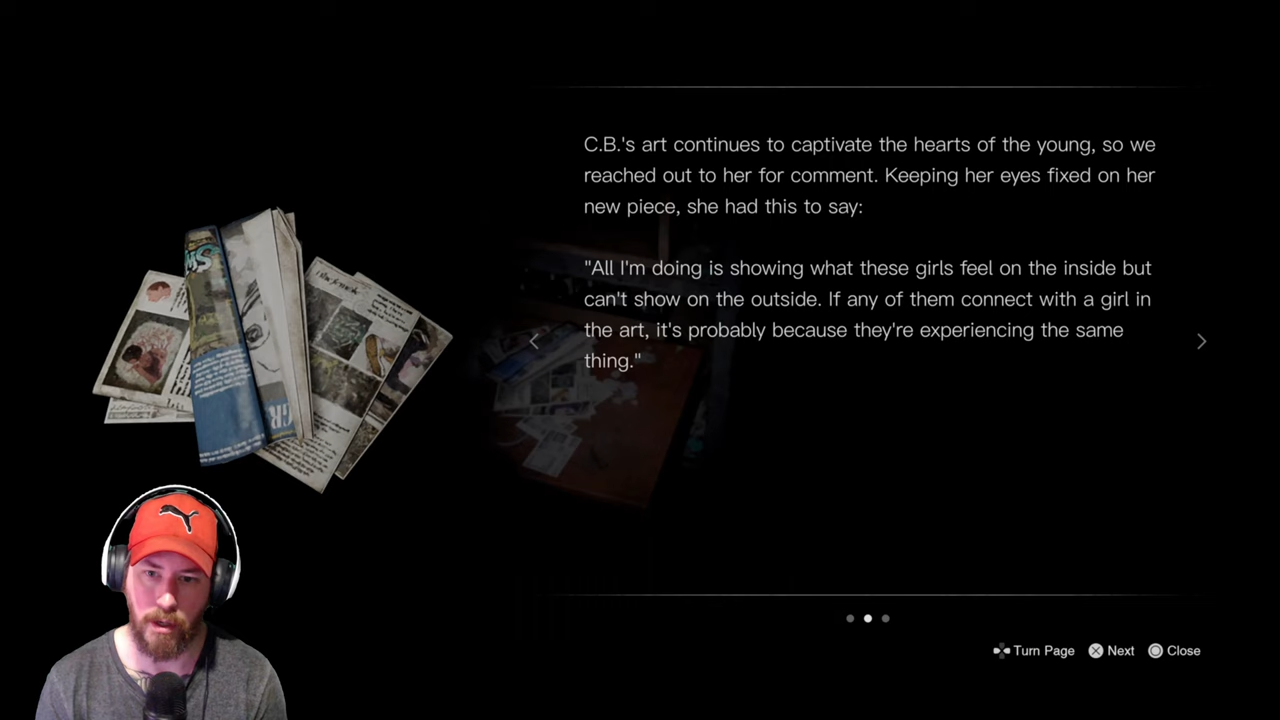 C.B.'s art continues to captivate the hearts of the young, so we
reached out to her for comment. Keeping her eyes fixed on her
new piece, she had this to say:
"All I'm doing is showing what these girls feel on the inside but
can't show on the outside. If any of them connect with a girl in
the art, it's probably because they're experiencing the same
thing."
Turn Page
Next
Close